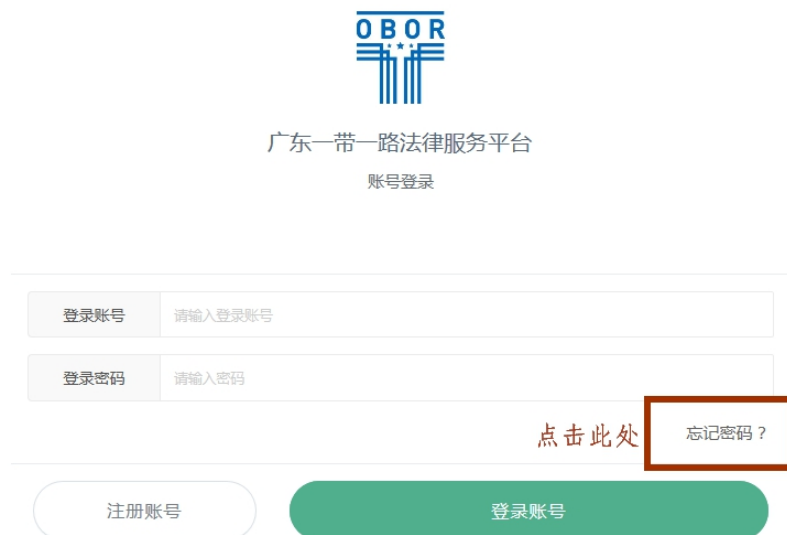 OBOR
广东一带一路法律服务平台
账号登录
登录账号 请输入登录账号
登录密码 请输入密码
点击此处 忘记密码？
注册账号 登录账号